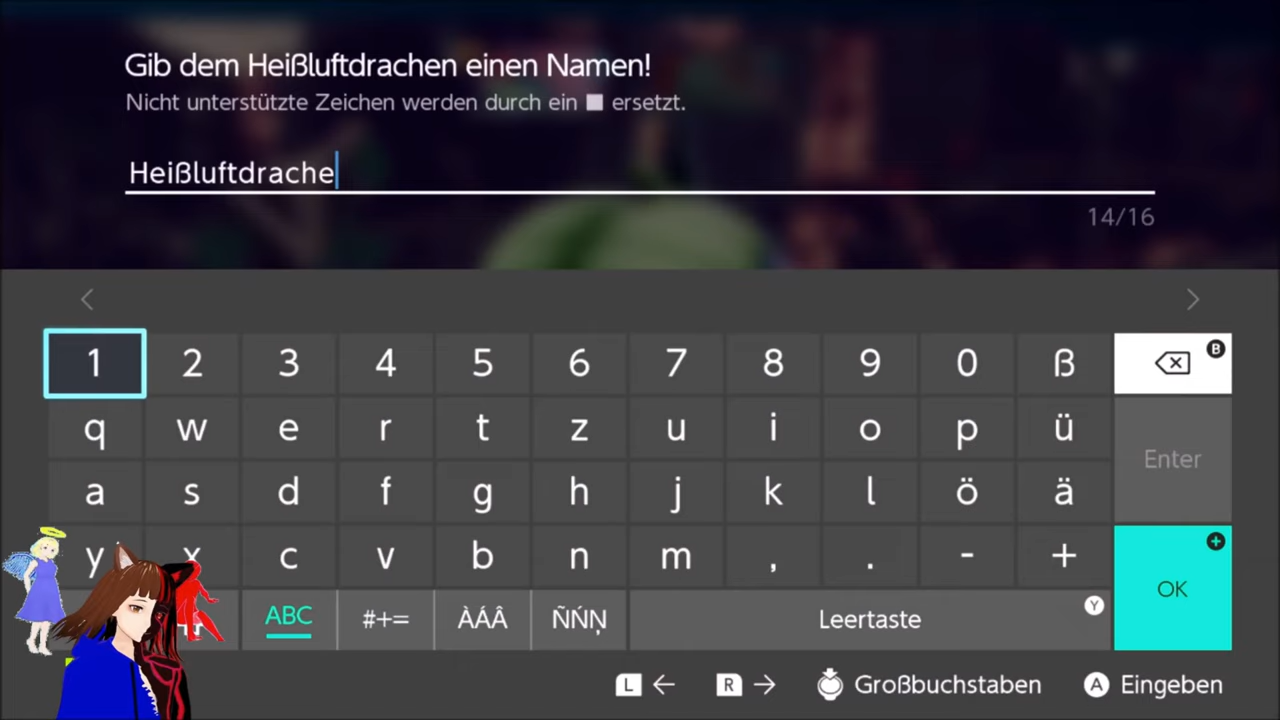 Gib dem Heißluftdrachen einen Namen!
Nicht unterstützte Zeichen werden durch ein ■ ersetzt.
Heißluftdrache
14/16
1 2 3 4 5 6 7 8 9 0 ß B
q w e r t z u i o p ü
Enter
a s d f g h j k l ö ä
y x c v b n m , . - +
OK
ABC #+= ÀÁÂ ÑŃŅ Leertaste Y
L ← R → Großbuchstaben A Eingeben